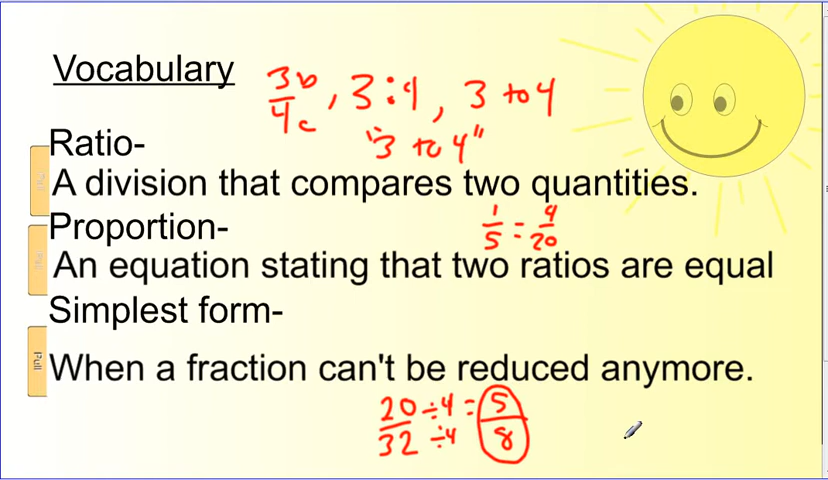 Vocabulary
3b/4c, 3:4, 3 to 4
"3 to 4"
Ratio-
A division that compares two quantities.
Proportion-
1/5 = 4/20
An equation stating that two ratios are equal
Simplest form-
Pull
When a fraction can't be reduced anymore.
20 ÷4 = 5
32 ÷4 8